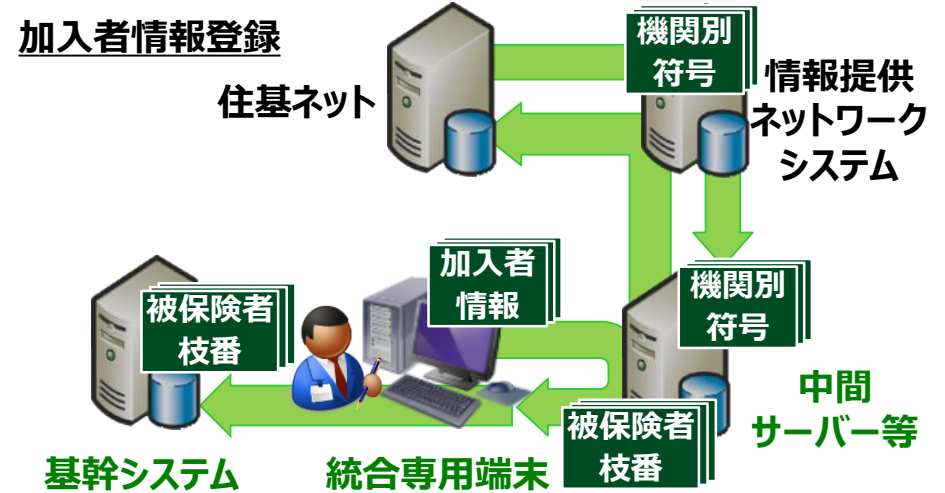 加入者情報登録
住基ネット
機関別
符号
情報提供
ネットワーク
システム
加入者
情報
機関別
符号
被保険者
枝番
中間
サーバー等
被保険者
枝番
基幹システム
統合専用端末